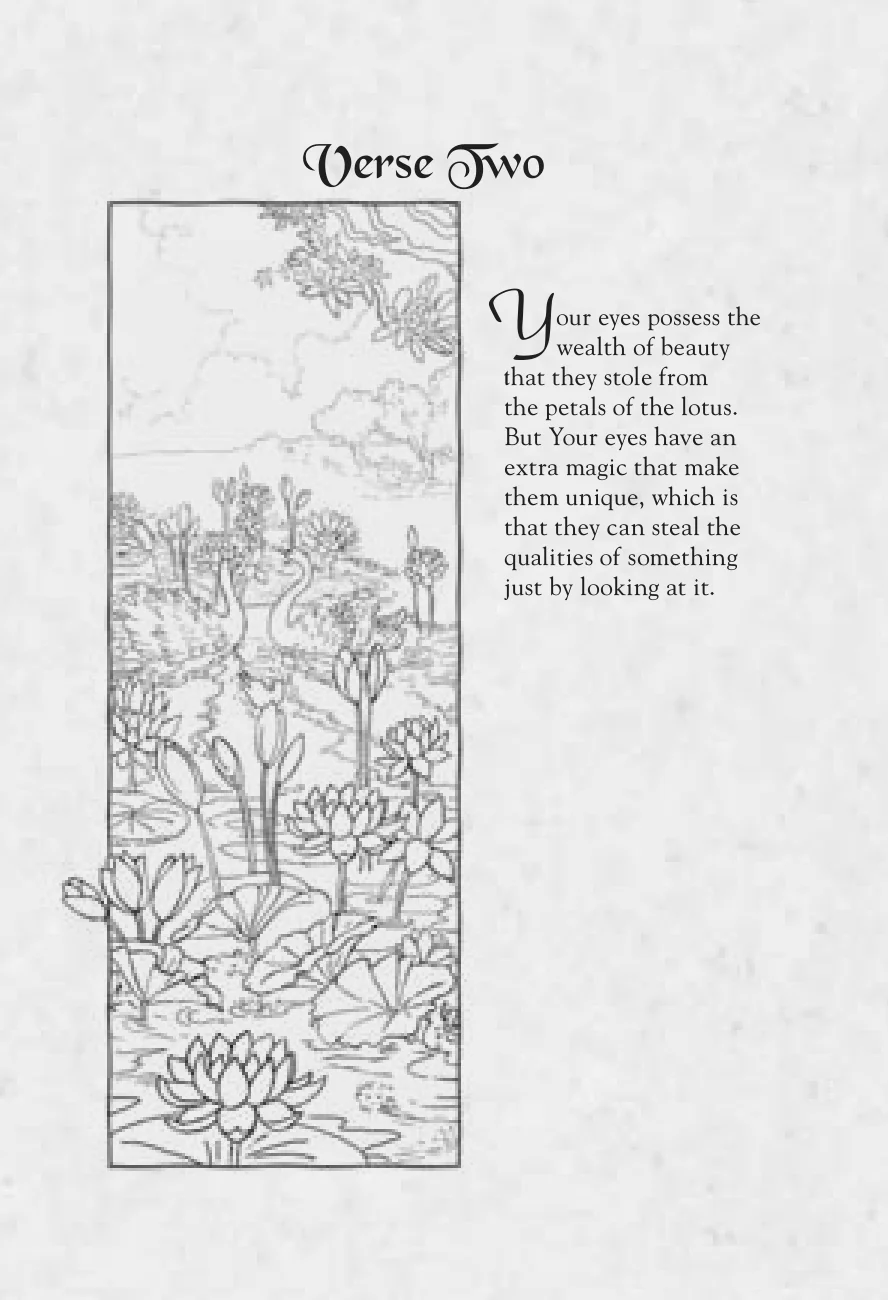 Verse Two
Your eyes possess the
wealth of beauty
that they stole from
the petals of the lotus.
But Your eyes have an
extra magic that make
them unique, which is
that they can steal the
qualities of something
just by looking at it.